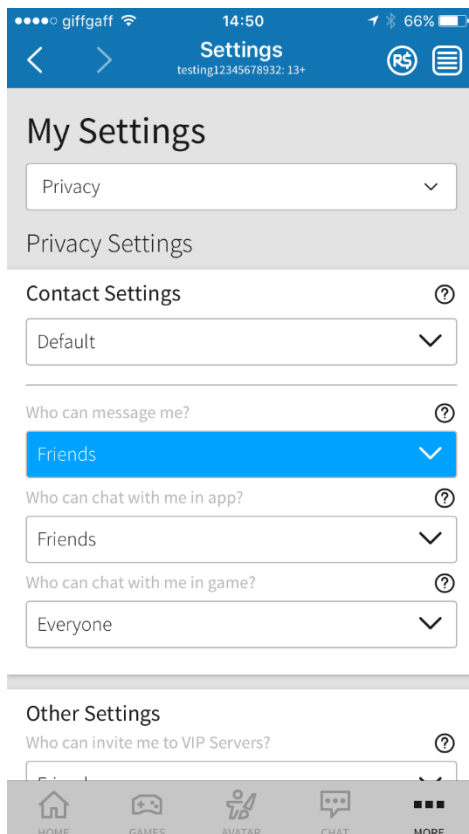 giffgaff 14:50 66%
Settings
testing12345678932: 13+
R$
My Settings
Privacy
Privacy Settings
Contact Settings
Default
Who can message me?
Friends
Who can chat with me in app?
Friends
Who can chat with me in game?
Everyone
Other Settings
Who can invite me to VIP Servers?
HOME GAMES AVATAR CHAT MORE